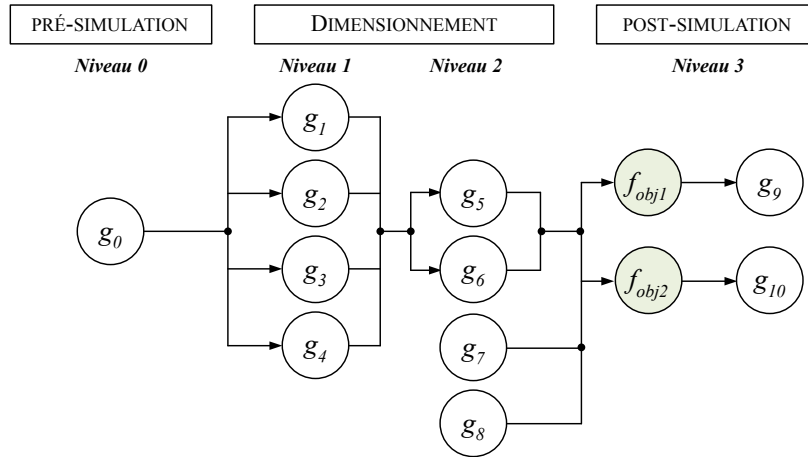 PRÉ-SIMULATION
DIMENSIONNEMENT
POST-SIMULATION
Niveau 0
Niveau 1
Niveau 2
Niveau 3
g0
g1
g2
g3
g4
g5
g6
g7
g8
fobj1
fobj2
g9
g10